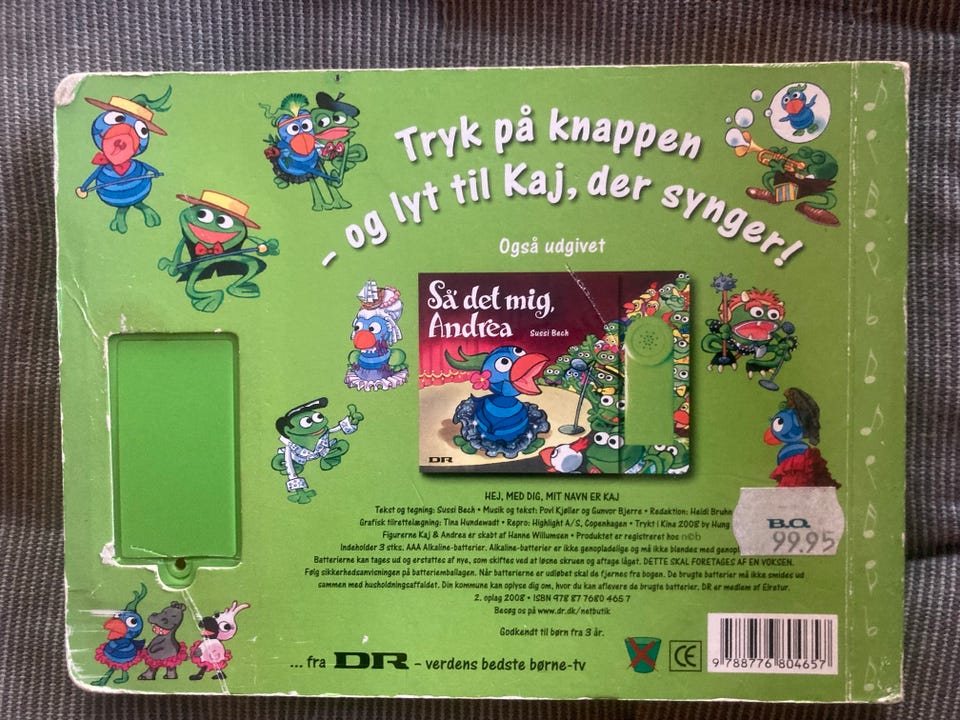 Tryk på knappen
- og lyt til Kaj, der synger!
Også udgivet
Så' det mig,
Andrea
Sussi Bech
DR
HEJ, MED DIG, MIT NAVN ER KAJ
Tekst og tegning: Sussi Bech • Musik og tekst: Povl Kjøller og Gunvor Bjerre • Redaktion: Heidi Bruhn
Grafisk tilrettelægning: Tina Hundewadt • Repro: Highlight A/S, Copenhagen • Trykt i Kina 2008 by Hung
Figurerne Kaj & Andrea er skabt af Hanne Willumsen • Produktet er registreret hos n©b
Indeholder 3 stks. AAA Alkaline-batterier. Alkaline-batterier er ikke genopladelige og må ikke blandes med genopl
Batterierne kan tages ud og erstattes af nye, som skiftes ved at løsne skruen og aftage låget. DETTE SKAL FORETAGES AF EN VOKSEN.
Følg sikkerhedsanvisningen på batteriemballagen. Når batterierne er udløbet skal de fjernes fra bogen. De brugte batterier må ikke smides ud
sammen med husholdningsaffaldet. Din kommune kan oplyse dig om, hvor du kan aflevere de brugte batterier. DR er medlem af Elretur.
2. oplag 2008 • ISBN 978 87 7680 465 7
Besøg os på www.dr.dk/netbutik
Godkendt til børn fra 3 år.
... fra DR - verdens bedste børne-tv
B.O.
99.95
CE
9 788776 804657